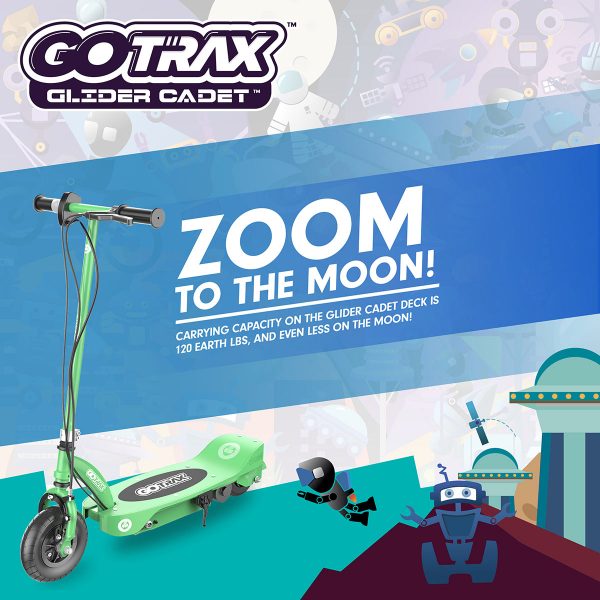 GOTRAX™
GLIDER CADET™
ZOOM
TO THE MOON!
CARRYING CAPACITY ON THE GLIDER CADET DECK IS
120 EARTH LBS, AND EVEN LESS ON THE MOON!
GOTRAX